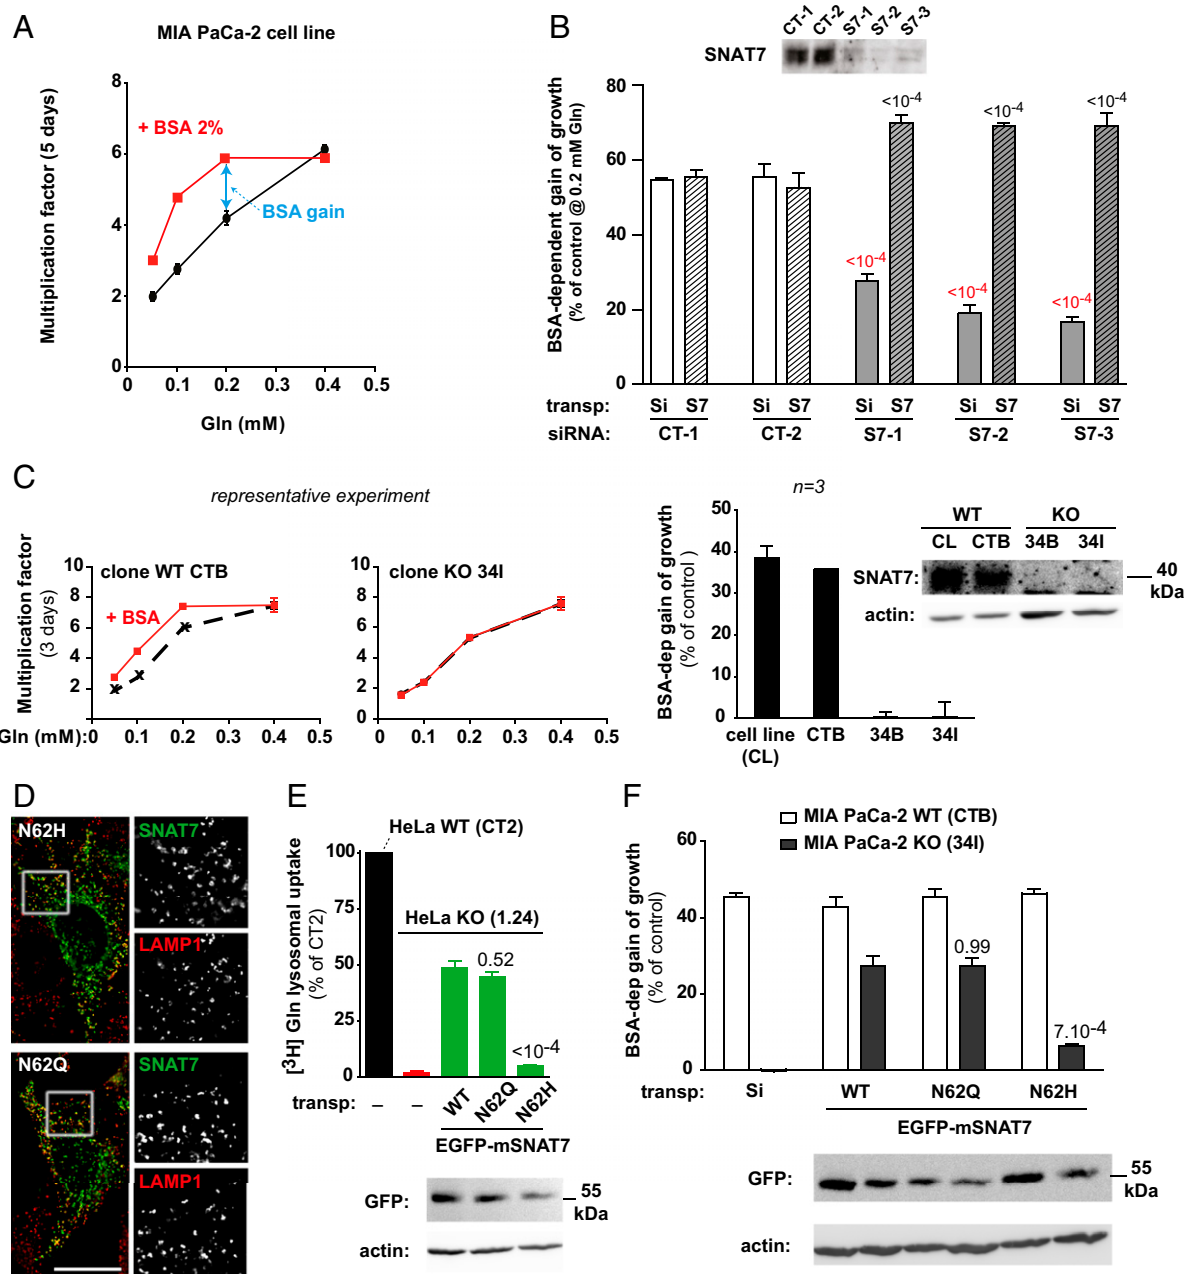 A
MIA PaCa-2 cell line
Multiplication factor (5 days)
8
6
4
2
0
+ BSA 2%
BSA gain
0 0.1 0.2 0.3 0.4 0.5
Gln (mM)
B
SNAT7
CT-1 CT-2 S7-1 S7-2 S7-3
BSA-dependent gain of growth
(% of control @ 0.2 mM Gln)
80
60
40
20
0
<10-4 <10-4 <10-4
<10-4 <10-4 <10-4
transp: Si S7 Si S7 Si S7 Si S7 Si S7
siRNA: CT-1 CT-2 S7-1 S7-2 S7-3
C
representative experiment
Multiplication factor
(3 days)
10
8
6
4
2
clone WT CTB
+ BSA
Gln (mM):0 0.1 0.2 0.3 0.4 0.5
10
8
6
4
2
0
clone KO 34I
0 0.1 0.2 0.3 0.4 0.5
n=3
BSA-dep gain of growth
(% of control )
50
40
30
20
10
0
cell line
(CL)
CTB 34B 34I
WT KO
CL CTB 34B 34I
SNAT7:
40
kDa
actin:
D
N62H
SNAT7
LAMP1
N62Q
SNAT7
LAMP1
E
HeLa WT (CT2)
[3H] Gln lysosomal uptake
(% of CT2)
100
75
50
25
0
HeLa KO (1.24)
0.52
<10-4
transp: – – WT N62Q N62H
EGFP-mSNAT7
GFP:
55
kDa
actin:
F
MIA PaCa-2 WT (CTB)
MIA PaCa-2 KO (34I)
BSA-dep gain of growth
(% of control)
60
40
20
0
0.99
7.10-4
transp: Si WT N62Q N62H
EGFP-mSNAT7
GFP:
55
kDa
actin: